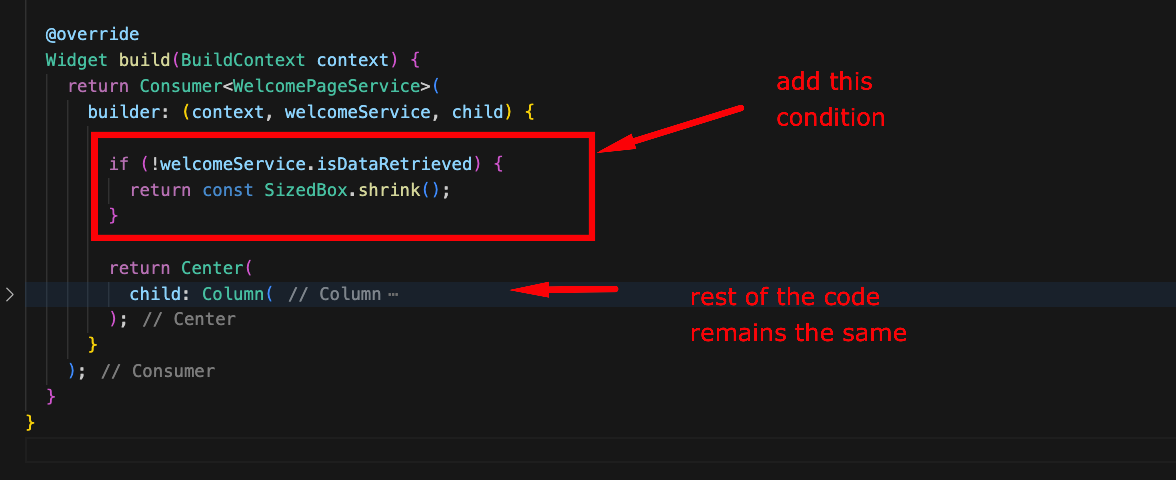 @override
Widget build(BuildContext context) {
return Consumer<WelcomePageService>(
builder: (context, welcomeService, child) {
if (!welcomeService.isDataRetrieved) {
return const SizedBox.shrink();
}
return Center(
child: Column( // Column ⋯
); // Center
}
); // Consumer
}
}
add this
condition
rest of the code
remains the same